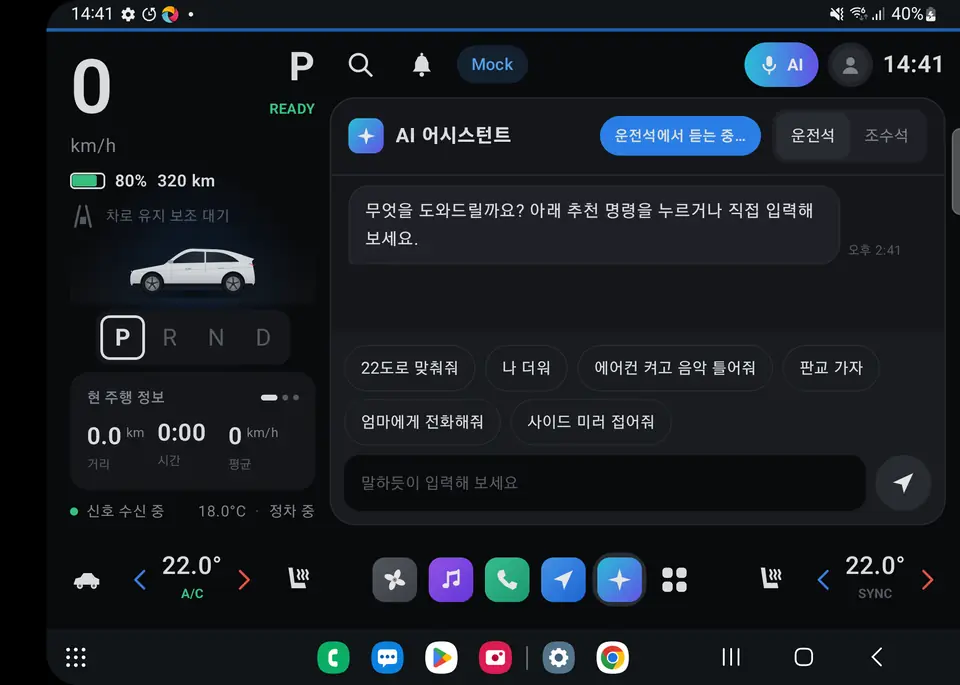 14:41
40%
0
P
READY
km/h
80% 320 km
차로 유지 보조 대기
P R N D
현 주행 정보
0.0 km 0:00 0 km/h
거리 시간 평균
신호 수신 중 18.0°C · 정차 중
Mock
AI
14:41
AI 어시스턴트
운전석에서 듣는 중...
운전석 조수석
무엇을 도와드릴까요? 아래 추천 명령을 누르거나 직접 입력해
보세요.
오후 2:41
22도로 맞춰줘 나 더워 에어컨 켜고 음악 틀어줘 판교 가자
엄마에게 전화해줘 사이드 미러 접어줘
말하듯이 입력해 보세요
22.0°
A/C
22.0°
SYNC